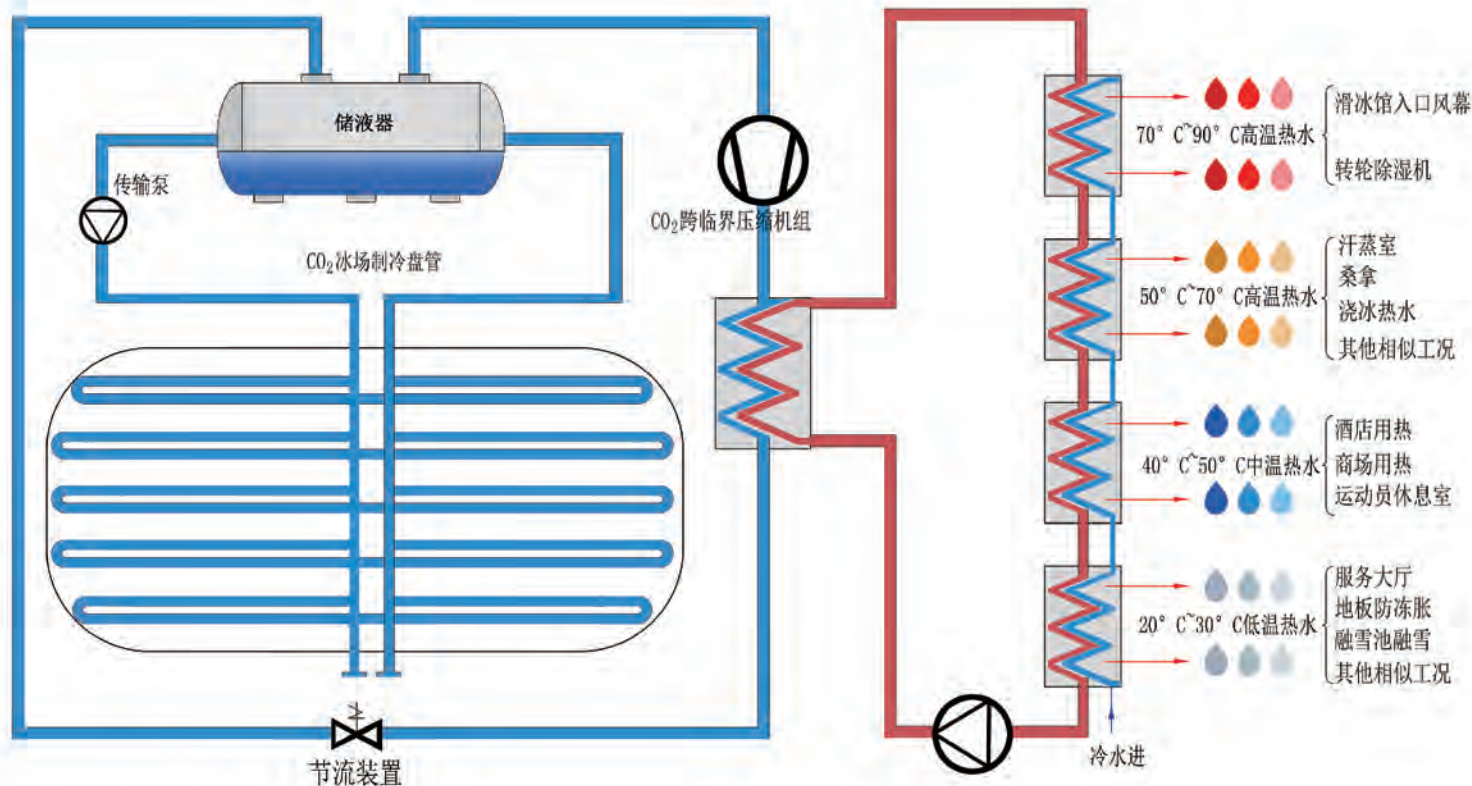 储液器
传输泵
CO₂冰场制冷盘管
CO₂跨临界压缩机组
节流装置
70° C~90° C高温热水
滑冰馆入口风幕
转轮除湿机
50° C~70° C高温热水
汗蒸室
桑拿
浇冰热水
其他相似工况
40° C~50° C中温热水
酒店用热
商场用热
运动员休息室
20° C~30° C低温热水
服务大厅
地板防冻胀
融雪池融雪
其他相似工况
冷水进